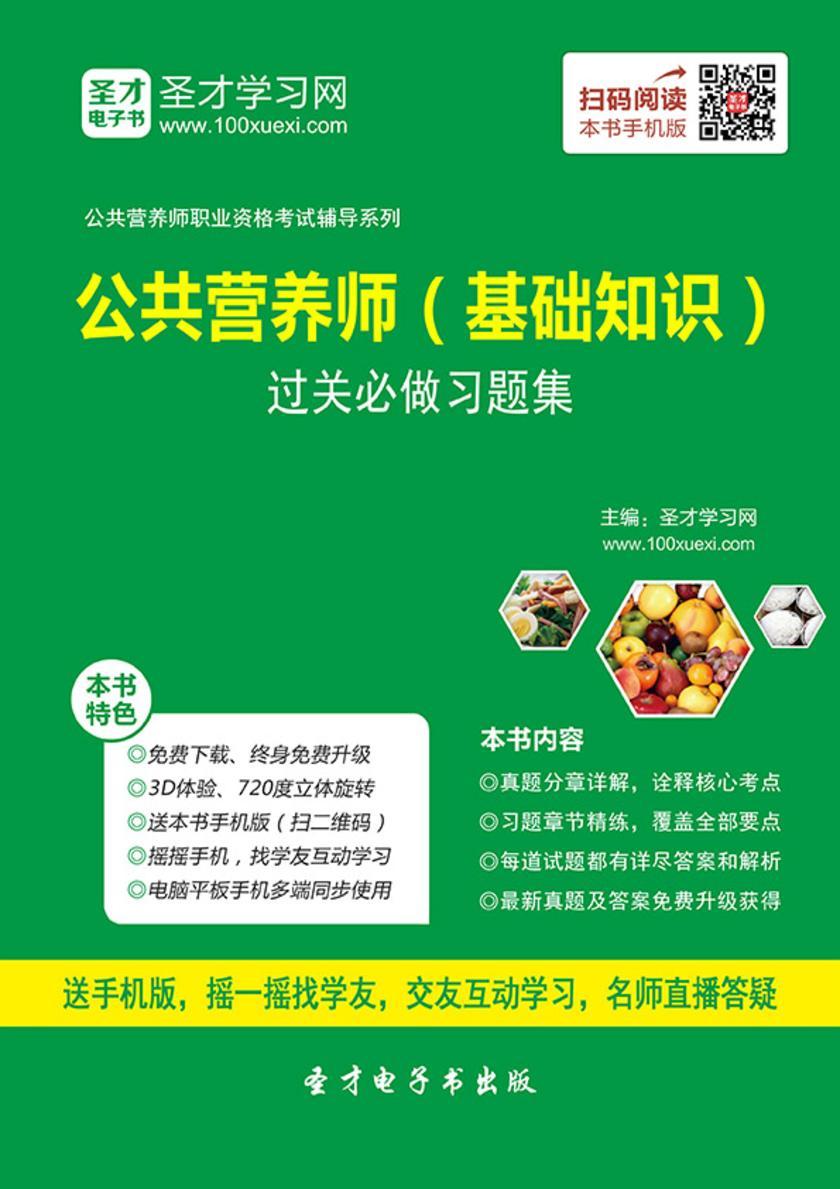 圣才
电子书
圣才学习网
www.100xuexi.com
扫码阅读
本书手机版
圣才
电子书
公共营养师职业资格考试辅导系列
公共营养师（基础知识）
过关必做习题集
主编：圣才学习网
www.100xuexi.com
本书
特色
◎免费下载、终身免费升级
◎3D体验、720度立体旋转
◎送本书手机版（扫二维码）
◎摇摇手机，找学友互动学习
◎电脑平板手机多端同步使用
本书内容
◎真题分章详解，诠释核心考点
◎习题章节精练，覆盖全部要点
◎每道试题都有详尽答案和解析
◎最新真题及答案免费升级获得
送手机版，摇一摇找学友，交友互动学习，名师直播答疑
圣才电子书出版